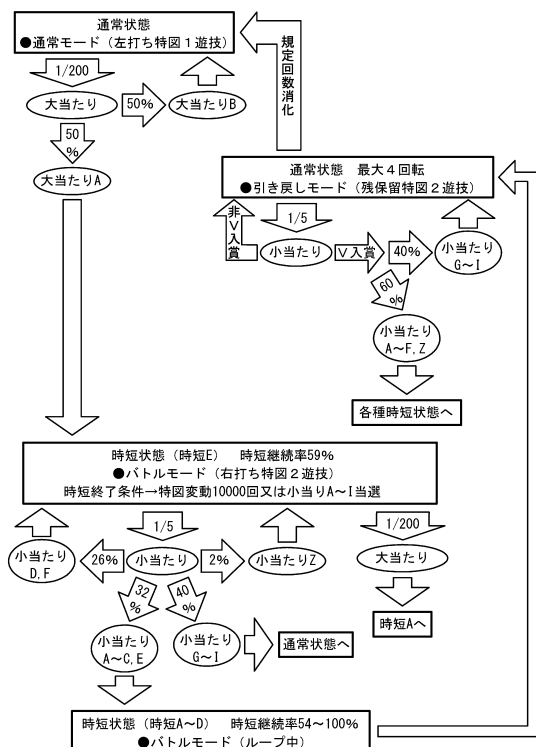 通常状態
●通常モード（左打ち特図１遊技）
1/200
大当たり
50%
大当たりB
50
%
大当たりA
規定回数消化
通常状態　最大４回転
●引き戻しモード（残保留特図２遊技）
1/5
非V入賞
小当たり
V入賞
40%
小当たり
G～I
60
%
小当たり
A～F,Z
各種時短状態へ
時短状態（時短E）　時短継続率59%
●バトルモード（右打ち特図２遊技）
時短終了条件→特図変動10000回又は小当りA～I当選
1/5
1/200
小当たり
D,F
26%
小当たり
2%
小当たりZ
大当たり
32
%
40
%
時短Aへ
小当たり
A～C,E
小当たり
G～I
通常状態へ
時短状態（時短A～D）　時短継続率54～100%
●バトルモード（ループ中）